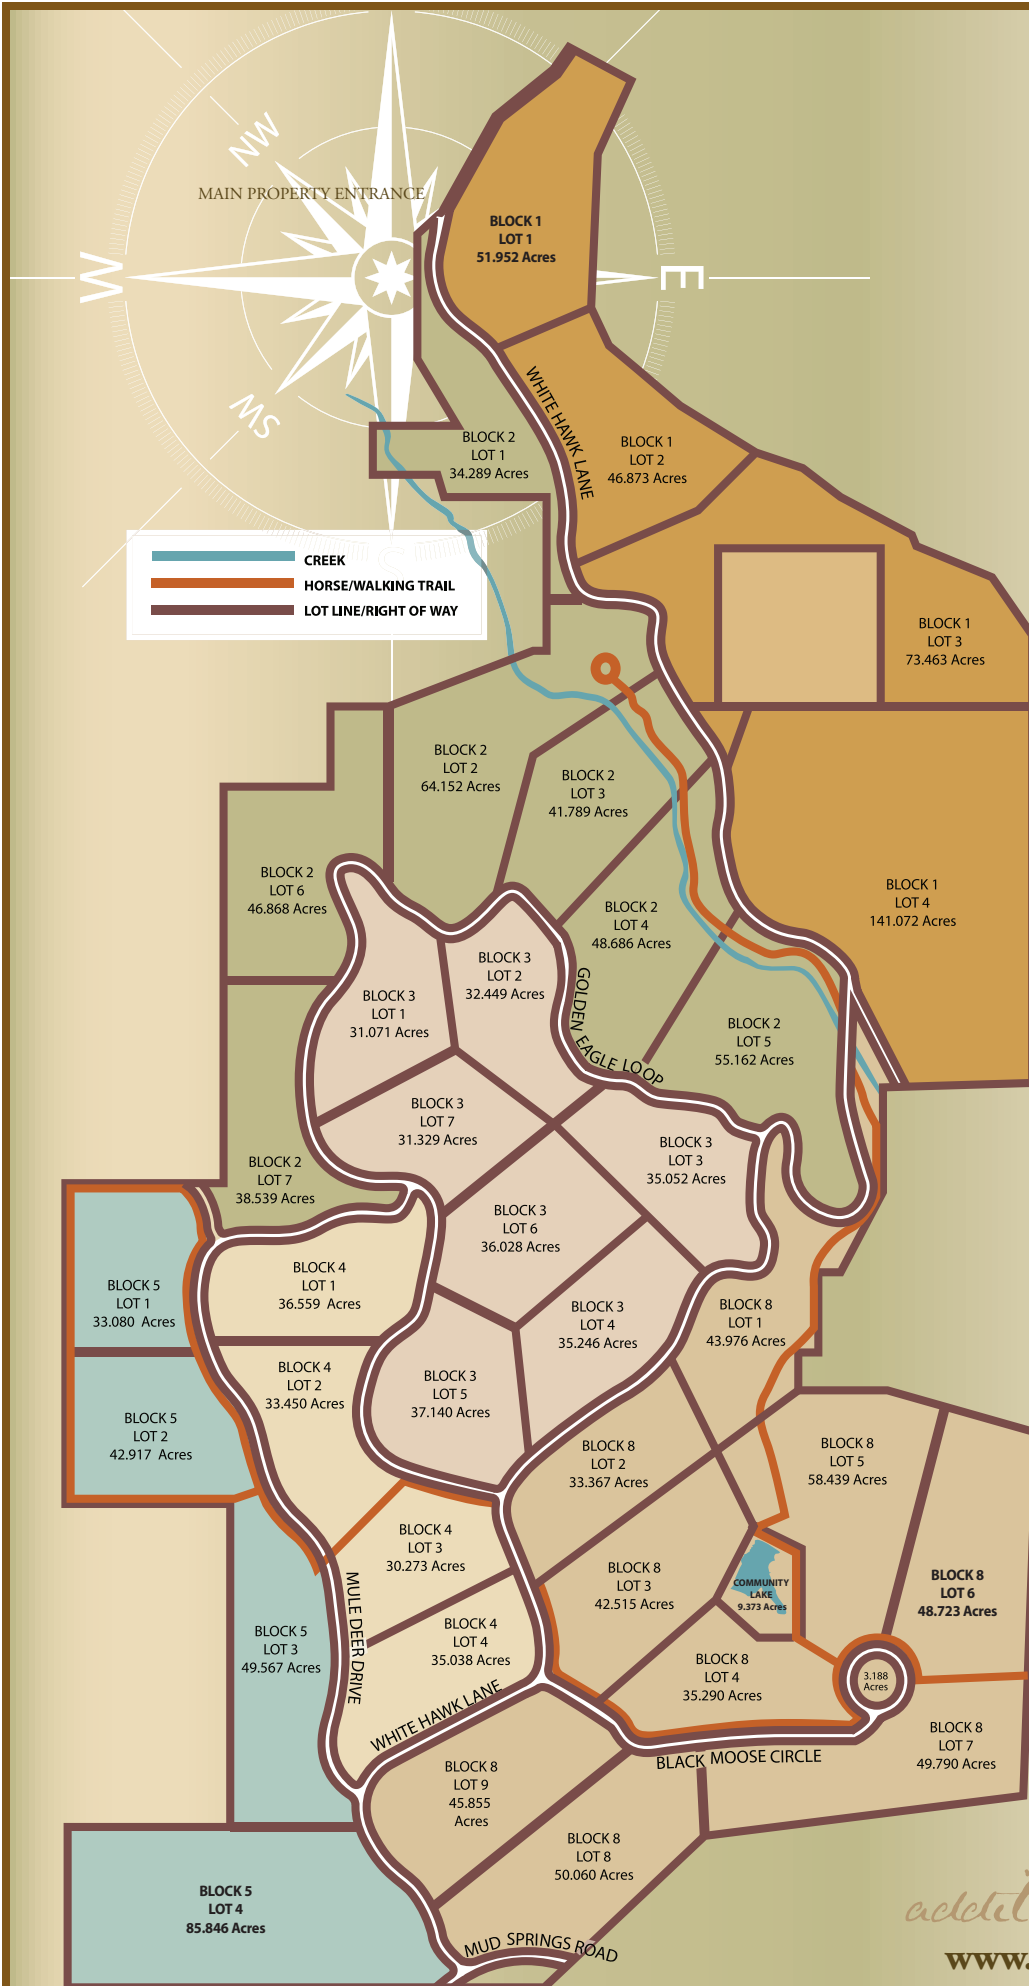 NW
MAIN PROPERTY ENTRANCE
W
E
SW
S
BLOCK 1
LOT 1
51.952 Acres
WHITE HAWK LANE
BLOCK 2
LOT 1
34.289 Acres
BLOCK 1
LOT 2
46.873 Acres
CREEK
HORSE/WALKING TRAIL
LOT LINE/RIGHT OF WAY
BLOCK 1
LOT 3
73.463 Acres
BLOCK 2
LOT 2
64.152 Acres
BLOCK 2
LOT 3
41.789 Acres
BLOCK 2
LOT 6
46.868 Acres
BLOCK 1
LOT 4
141.072 Acres
BLOCK 2
LOT 4
48.686 Acres
BLOCK 3
LOT 2
32.449 Acres
BLOCK 3
LOT 1
31.071 Acres
GOLDEN EAGLE LOOP
BLOCK 2
LOT 5
55.162 Acres
BLOCK 3
LOT 7
31.329 Acres
BLOCK 3
LOT 3
35.052 Acres
BLOCK 2
LOT 7
38.539 Acres
BLOCK 3
LOT 6
36.028 Acres
BLOCK 4
LOT 1
36.559 Acres
BLOCK 5
LOT 1
33.080 Acres
BLOCK 3
LOT 4
35.246 Acres
BLOCK 8
LOT 1
43.976 Acres
BLOCK 4
LOT 2
33.450 Acres
BLOCK 3
LOT 5
37.140 Acres
BLOCK 5
LOT 2
42.917 Acres
BLOCK 8
LOT 2
33.367 Acres
BLOCK 8
LOT 5
58.439 Acres
BLOCK 4
LOT 3
30.273 Acres
BLOCK 8
LOT 3
42.515 Acres
COMMUNITY
LAKE
9.373 Acres
BLOCK 8
LOT 6
48.723 Acres
MULE DEER DRIVE
BLOCK 5
LOT 3
49.567 Acres
BLOCK 4
LOT 4
35.038 Acres
BLOCK 8
LOT 4
35.290 Acres
3.188
Acres
WHITE HAWK LANE
BLACK MOOSE CIRCLE
BLOCK 8
LOT 7
49.790 Acres
BLOCK 8
LOT 9
45.855
Acres
BLOCK 8
LOT 8
50.060 Acres
BLOCK 5
LOT 4
85.846 Acres
MUD SPRINGS ROAD
www.